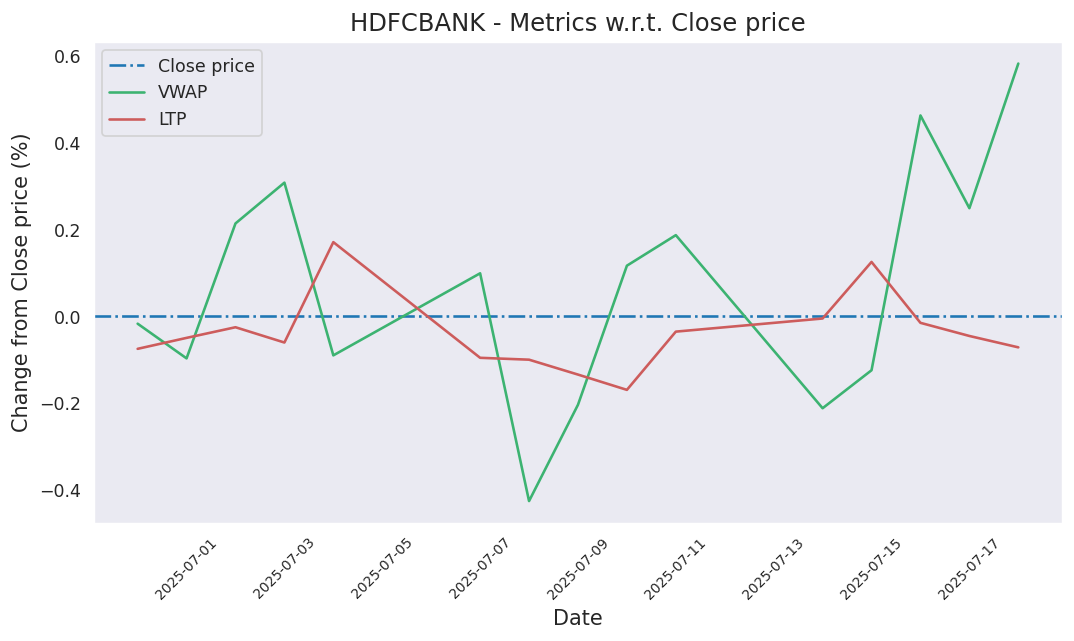 HDFCBANK - Metrics w.r.t. Close price
Close price
VWAP
LTP
Change from Close price (%)
0.6
0.4
0.2
0.0
−0.2
−0.4
2025-07-01
2025-07-03
2025-07-05
2025-07-07
2025-07-09
2025-07-11
2025-07-13
2025-07-15
2025-07-17
Date